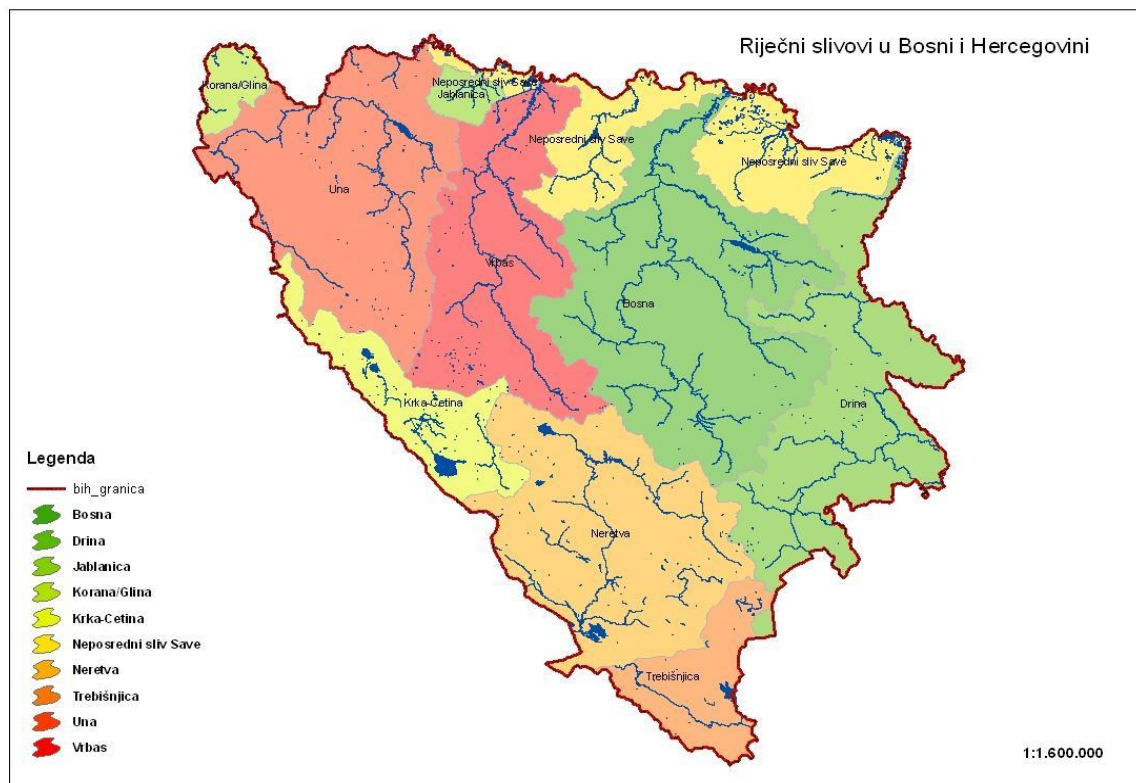 Riječni slivovi u Bosni i Hercegovini
Korana/Glina
Neposredni sliv Save
Jablanica
Neposredni sliv Save
Neposredni sliv Save
Una
Vrbas
Bosna
Krka-Cetina
Drina
Neretva
Trebišnjica
Legenda
bih_granica
Bosna
Drina
Jablanica
Korana/Glina
Krka-Cetina
Neposredni sliv Save
Neretva
Trebišnjica
Una
Vrbas
1:1.600.000